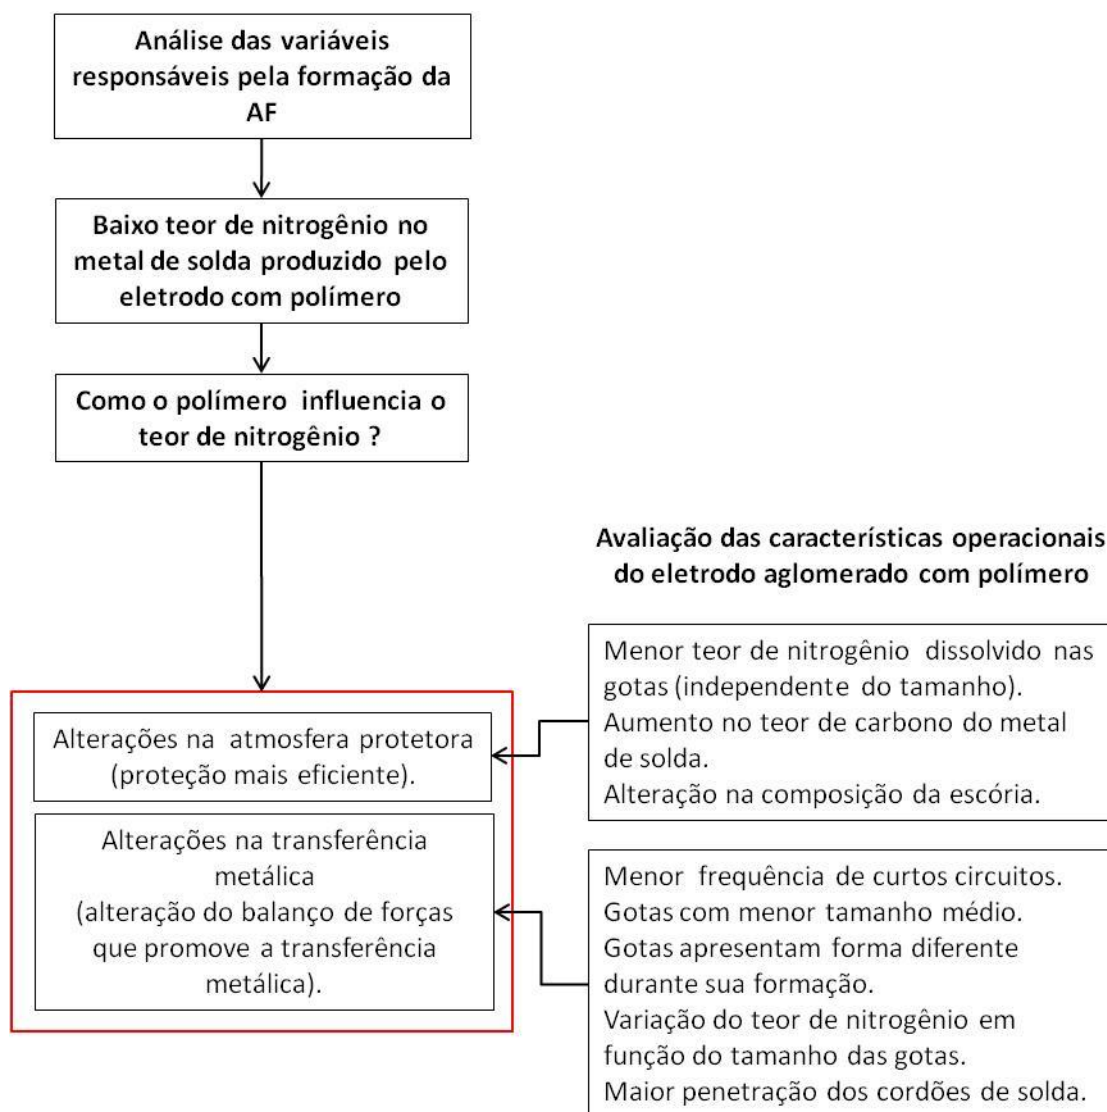 Análise das variáveis
responsáveis pela formação da
AF
Baixo teor de nitrogênio no
metal de solda produzido pelo
eletrodo com polímero
Como o polímero influencia o
teor de nitrogênio ?
Avaliação das características operacionais
do eletrodo aglomerado com polímero
Alterações na atmosfera protetora
(proteção mais eficiente).
Menor teor de nitrogênio dissolvido nas
gotas (independente do tamanho).
Aumento no teor de carbono do metal
de solda.
Alteração na composição da escória.
Alterações na transferência
metálica
(alteração do balanço de forças
que promove a transferência
metálica).
Menor frequência de curtos circuitos.
Gotas com menor tamanho médio.
Gotas apresentam forma diferente
durante sua formação.
Variação do teor de nitrogênio em
função do tamanho das gotas.
Maior penetração dos cordões de solda.